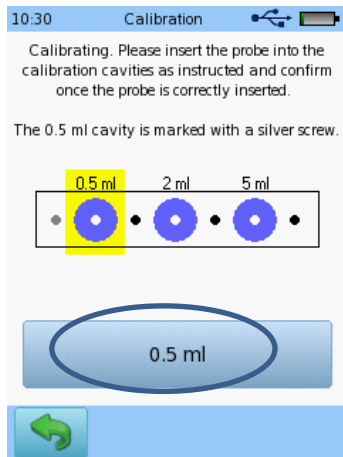 10:30 Calibration
Calibrating. Please insert the probe into the
calibration cavities as instructed and confirm
once the probe is correctly inserted.
The 0.5 ml cavity is marked with a silver screw.
0.5 ml 2 ml 5 ml
0.5 ml